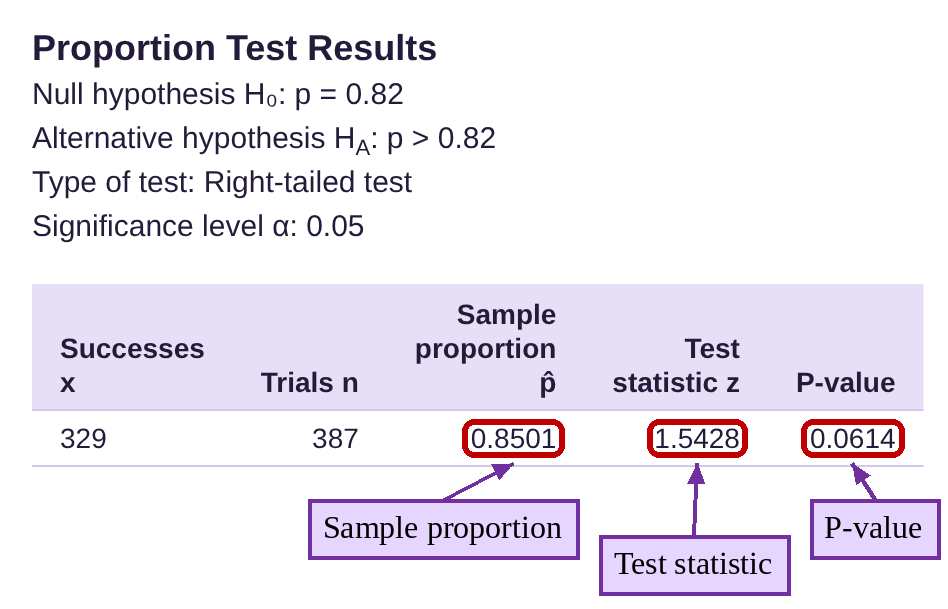 Proportion Test Results
Null hypothesis H₀: p = 0.82
Alternative hypothesis H_A: p > 0.82
Type of test: Right-tailed test
Significance level α: 0.05
Sample
Successes proportion Test
x Trials n p̂ statistic z P-value
329 387 0.8501 1.5428 0.0614
Sample proportion P-value
Test statistic